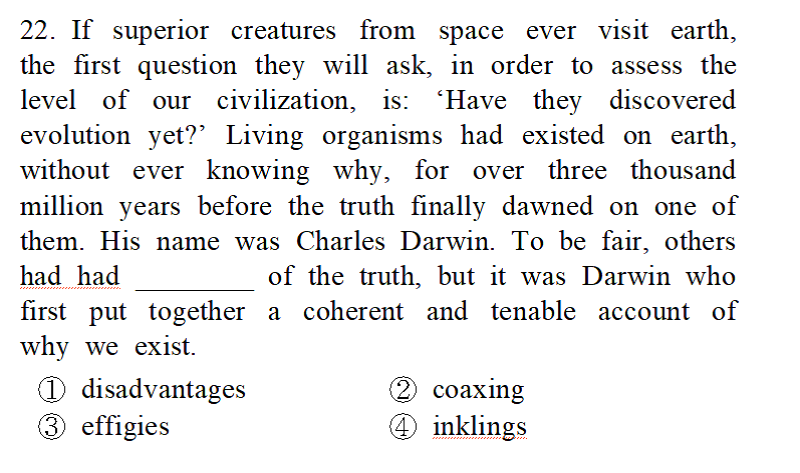 22. If superior creatures from space ever visit earth,
the first question they will ask, in order to assess the
level of our civilization, is: ‘Have they discovered
evolution yet?’ Living organisms had existed on earth,
without ever knowing why, for over three thousand
million years before the truth finally dawned on one of
them. His name was Charles Darwin. To be fair, others
had had ________ of the truth, but it was Darwin who
first put together a coherent and tenable account of
why we exist.
① disadvantages ② coaxing
③ effigies ④ inklings